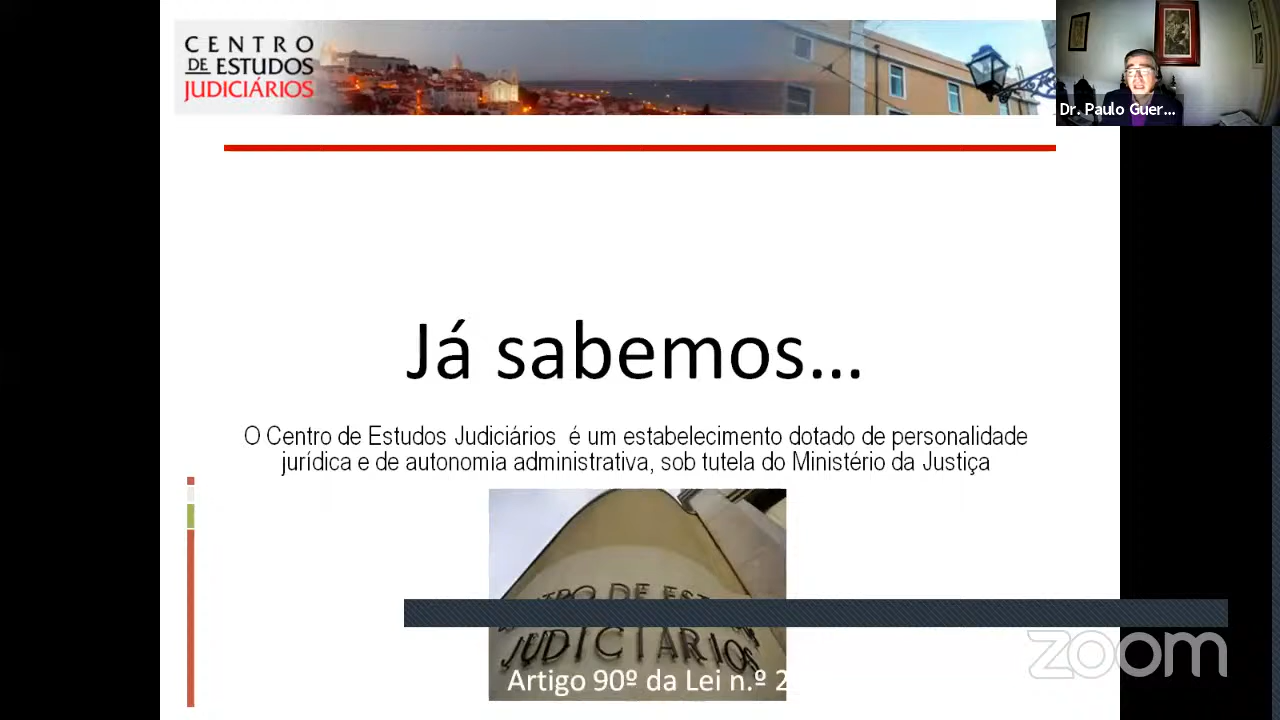 CENTRO
DE ESTUDOS
JUDICIÁRIOS
Dr. Paulo Guer...
Já sabemos...
O Centro de Estudos Judiciários é um estabelecimento dotado de personalidade
jurídica e de autonomia administrativa, sob tutela do Ministério da Justiça
JUDICIÁRIOS
zoom
Artigo 90º da Lei n.º 2